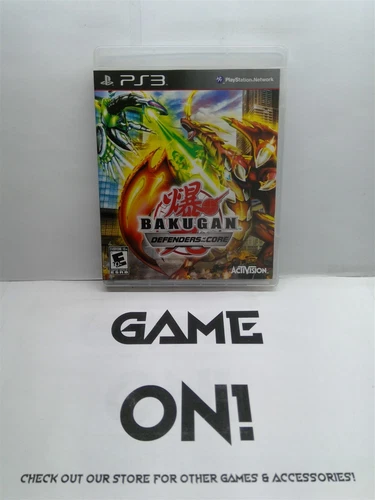 PS3
PlayStation Network
爆
BAKUGAN
DEFENDERS OF THE CORE
E
ESRB
ACTIVISION
GAME
ON!
CHECK OUT OUR STORE FOR OTHER GAMES & ACCESSORIES!